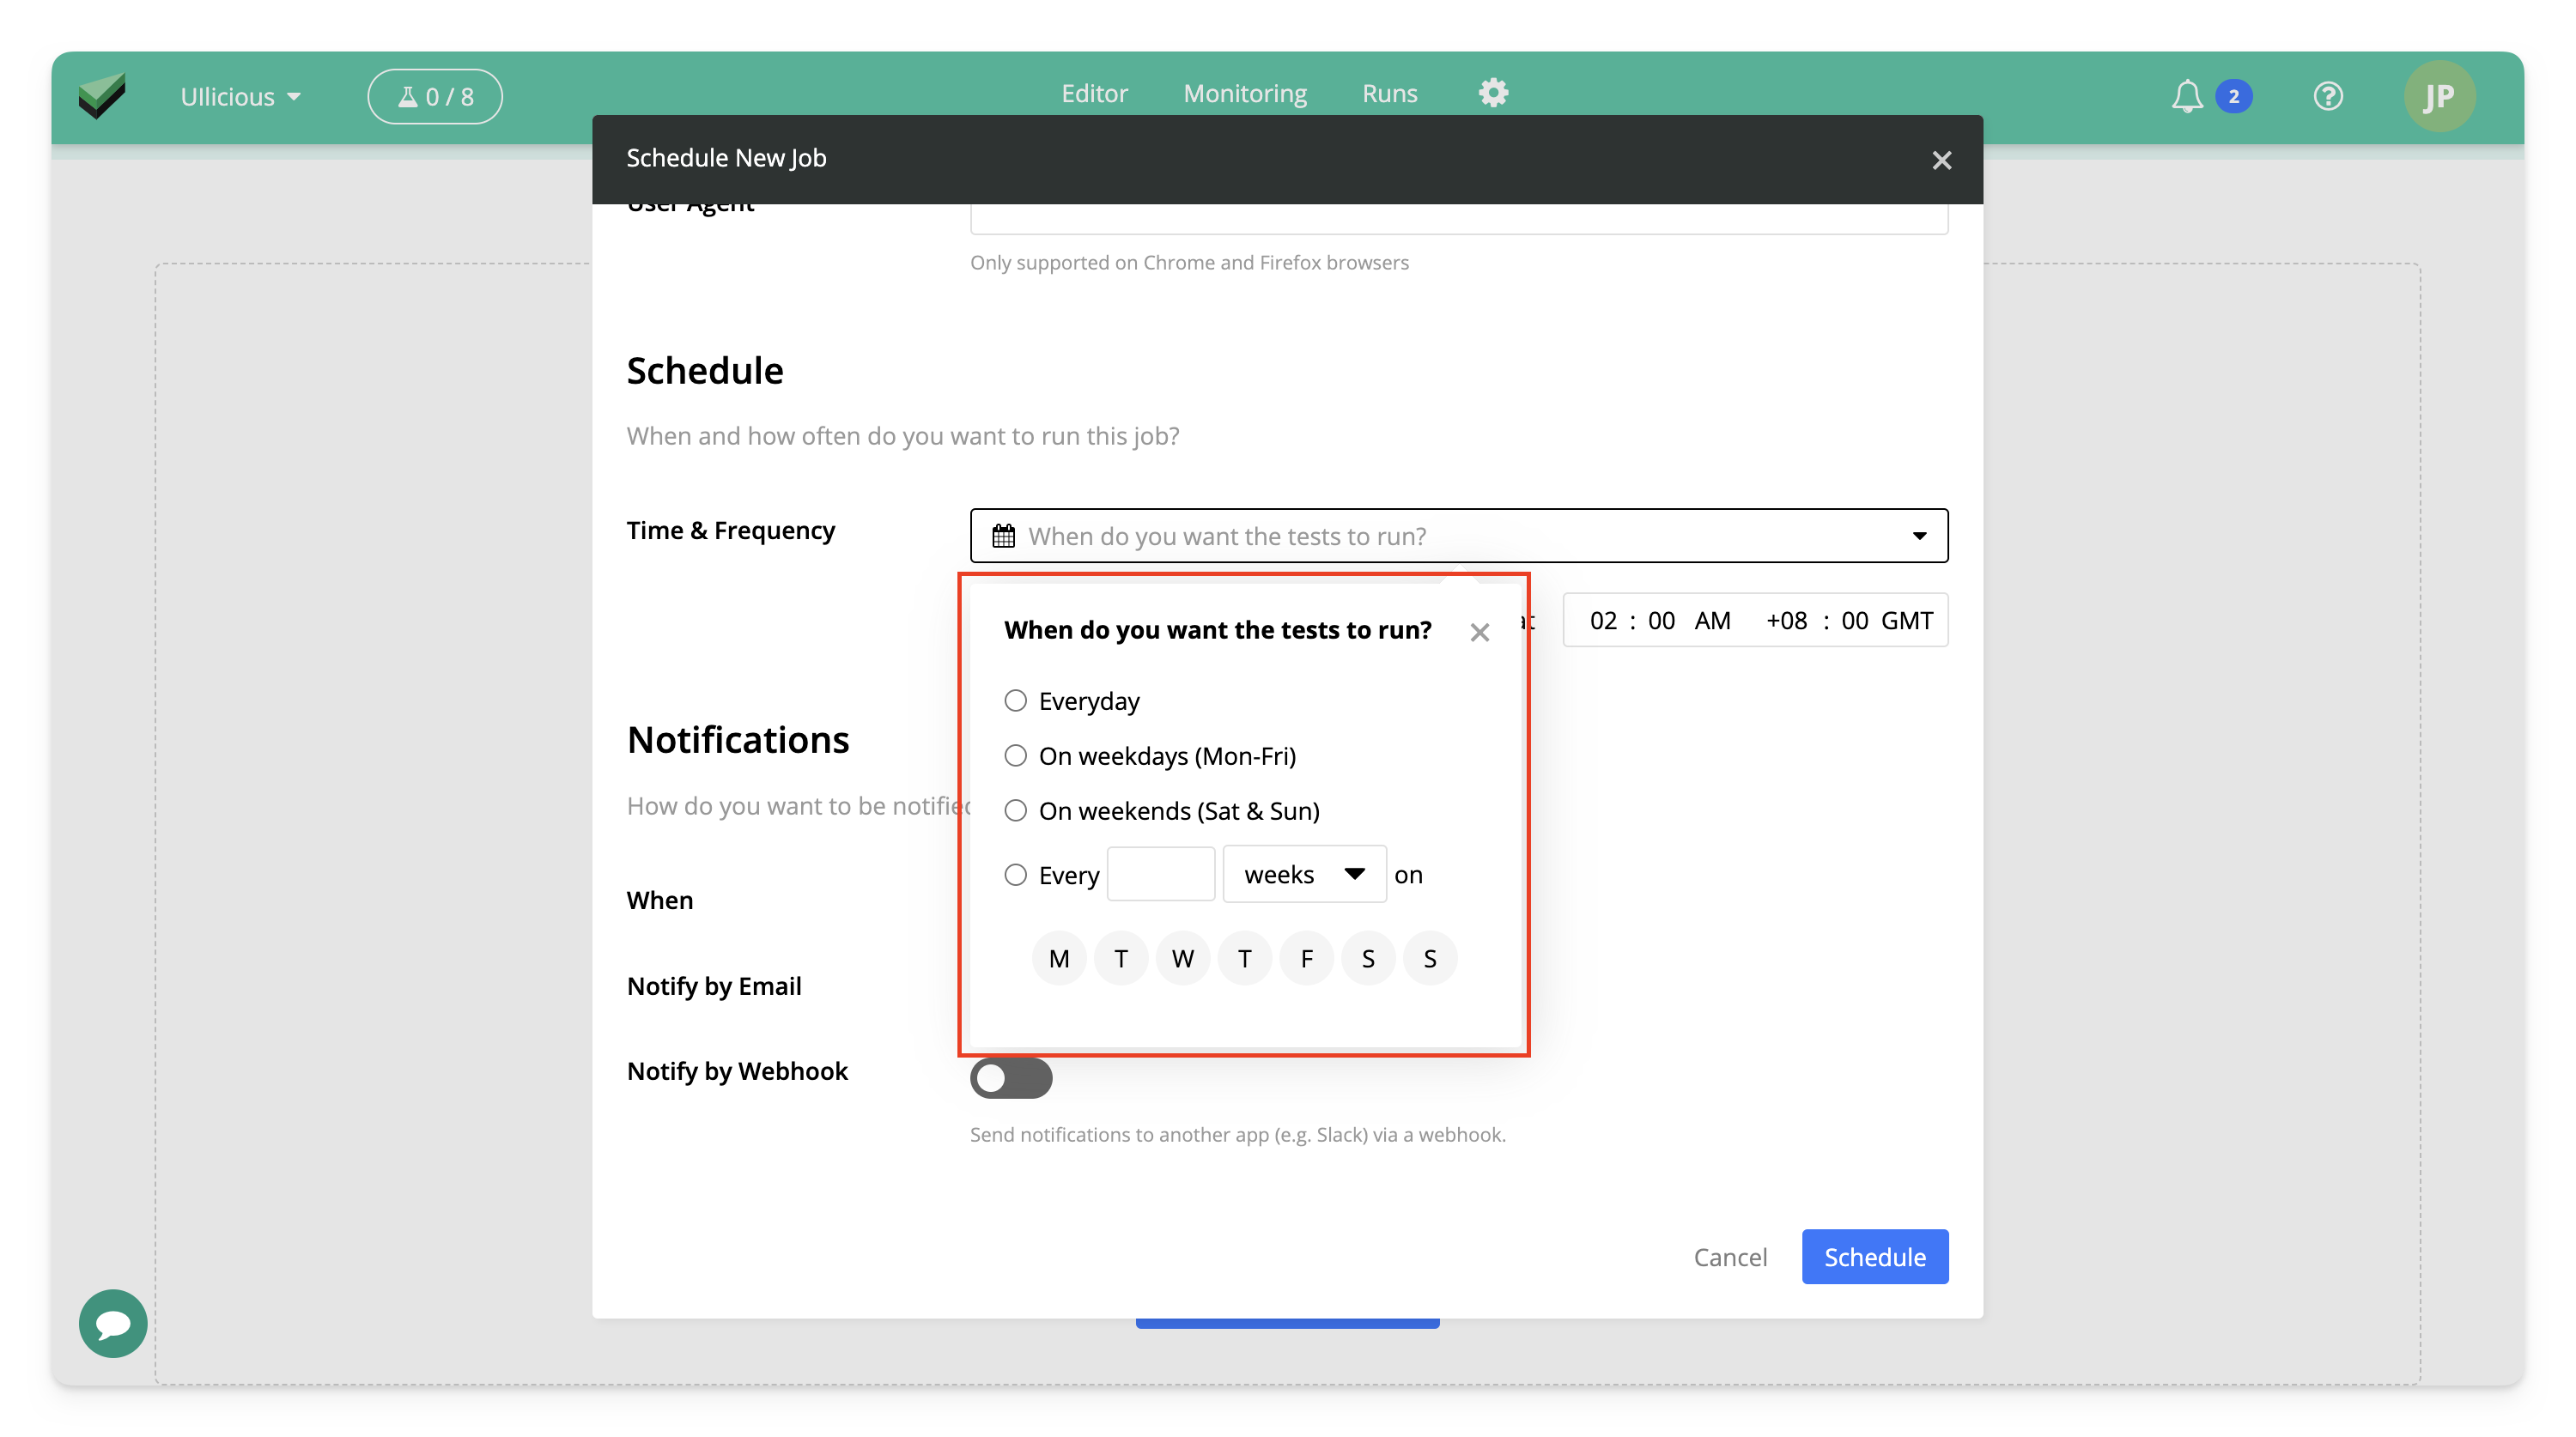 Ullicious
0 / 8
Editor
Monitoring
Runs
2
JP
Schedule New Job
User Agent
Only supported on Chrome and Firefox browsers
Schedule
When and how often do you want to run this job?
Time & Frequency
When do you want the tests to run?
at
02 : 00 AM +08 : 00 GMT
When do you want the tests to run?
Everyday
On weekdays (Mon-Fri)
On weekends (Sat & Sun)
Every weeks on
M T W T F S S
Notifications
How do you want to be notified
When
Notify by Email
Notify by Webhook
Send notifications to another app (e.g. Slack) via a webhook.
Cancel
Schedule